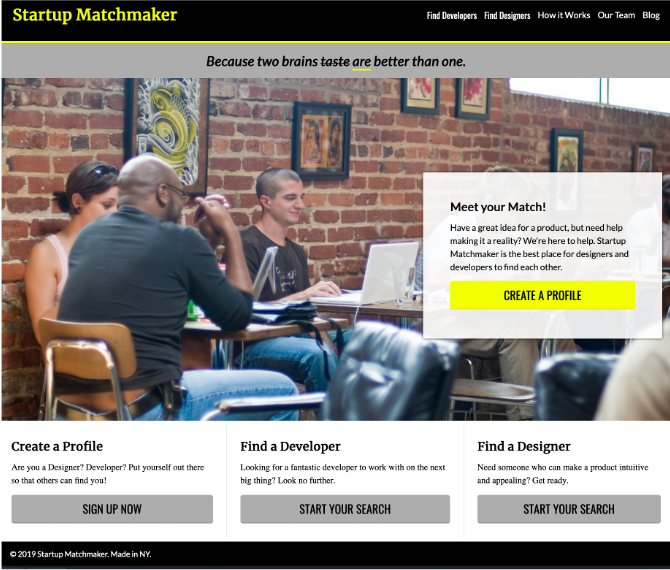 Startup Matchmaker
Find Developers Find Designers How it Works Our Team Blog
Because two brains taste are better than one.
Meet your Match!
Have a great idea for a product, but need help
making it a reality? We're here to help. Startup
Matchmaker is the best place for designers and
developers to find each other.
CREATE A PROFILE
Create a Profile
Are you a Designer? Developer? Put yourself out there
so that others can find you!
SIGN UP NOW
Find a Developer
Looking for a fantastic developer to work with on the next
big thing? Look no further.
START YOUR SEARCH
Find a Designer
Need someone who can make a product intuitive
and appealing? Get ready.
START YOUR SEARCH
© 2019 Startup Matchmaker. Made in NY.